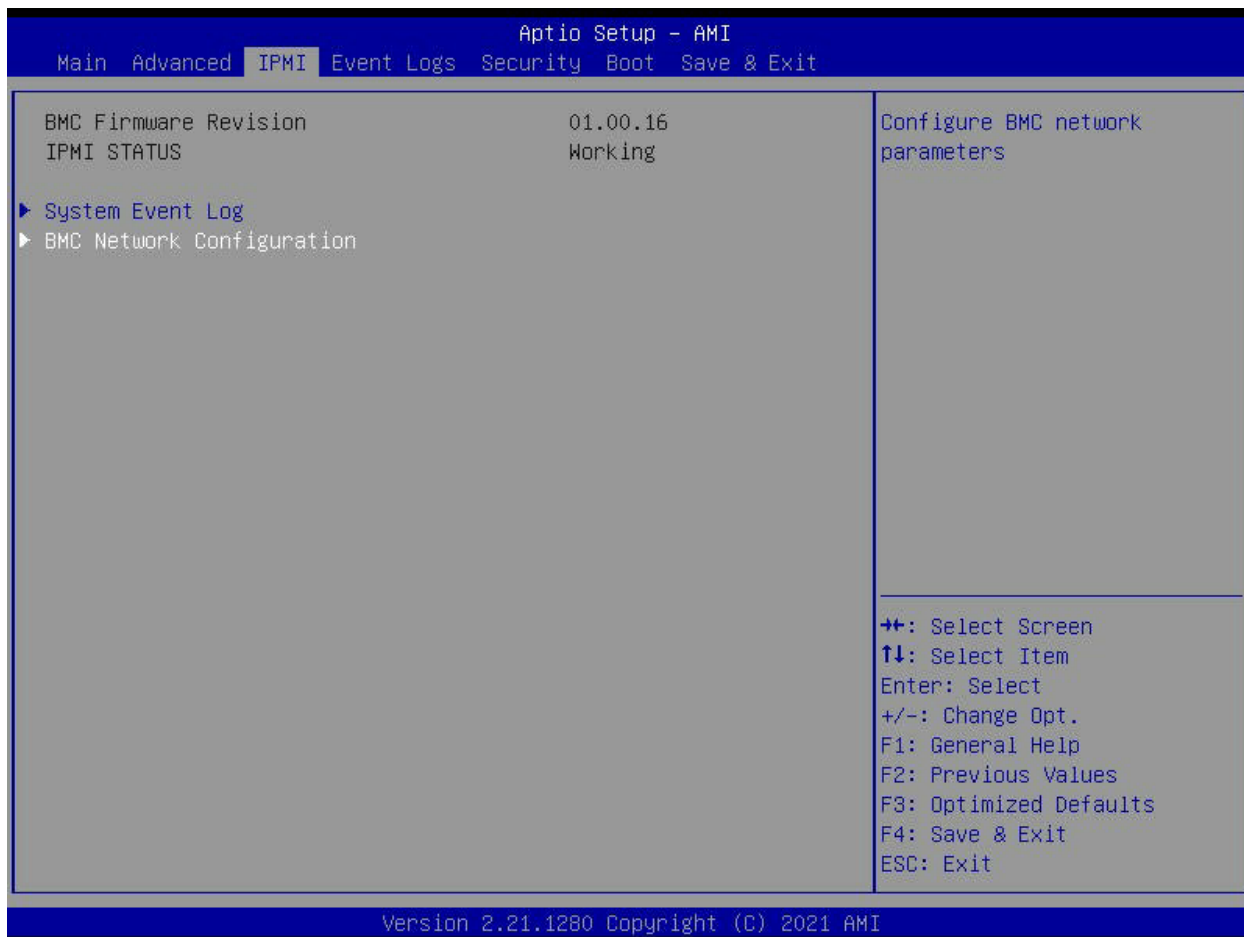 Aptio Setup – AMI
Main Advanced IPMI Event Logs Security Boot Save & Exit
BMC Firmware Revision 01.00.16
IPMI STATUS Working
▶ System Event Log
▶ BMC Network Configuration
Configure BMC network
parameters
→←: Select Screen
↑↓: Select Item
Enter: Select
+/-: Change Opt.
F1: General Help
F2: Previous Values
F3: Optimized Defaults
F4: Save & Exit
ESC: Exit
Version 2.21.1280 Copyright (C) 2021 AMI